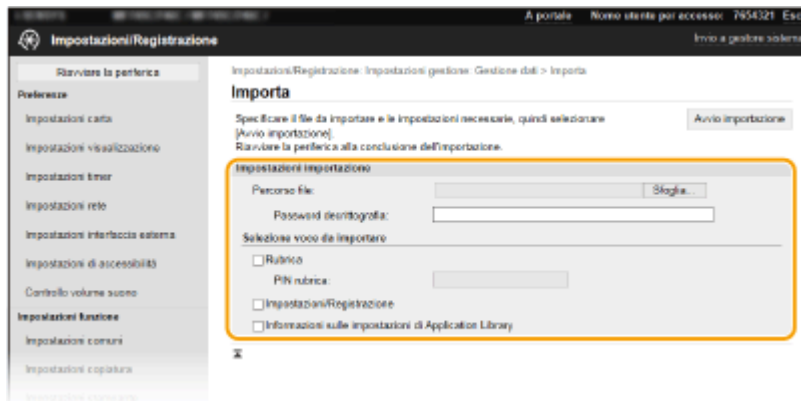 A portale Nome utente per accesso: 7654321 Esc
Impostazioni/Registrazione
Invio a gestore sistema
Riavviare la periferica
Preferenze
Impostazioni carta
Impostazioni visualizzazione
Impostazioni timer
Impostazioni rete
Impostazioni interfaccia esterna
Impostazioni di accessibilità
Controllo volume suono
Impostazioni funzione
Impostazioni comuni
Impostazioni copiatura
Impostazioni/Registrazione: Impostazioni gestione: Gestione dati > Importa
Importa
Specificare il file da importare e le impostazioni necessarie, quindi selezionare
[Avvio importazione].
Riavviare la periferica alla conclusione dell'importazione.
Avvio importazione
Impostazioni importazione
Percorso file:
Sfoglia...
Password decrittografia:
Selezione voce da importare
Rubrica
PIN rubrica:
Impostazioni/Registrazione
Informazioni sulle impostazioni di Application Library